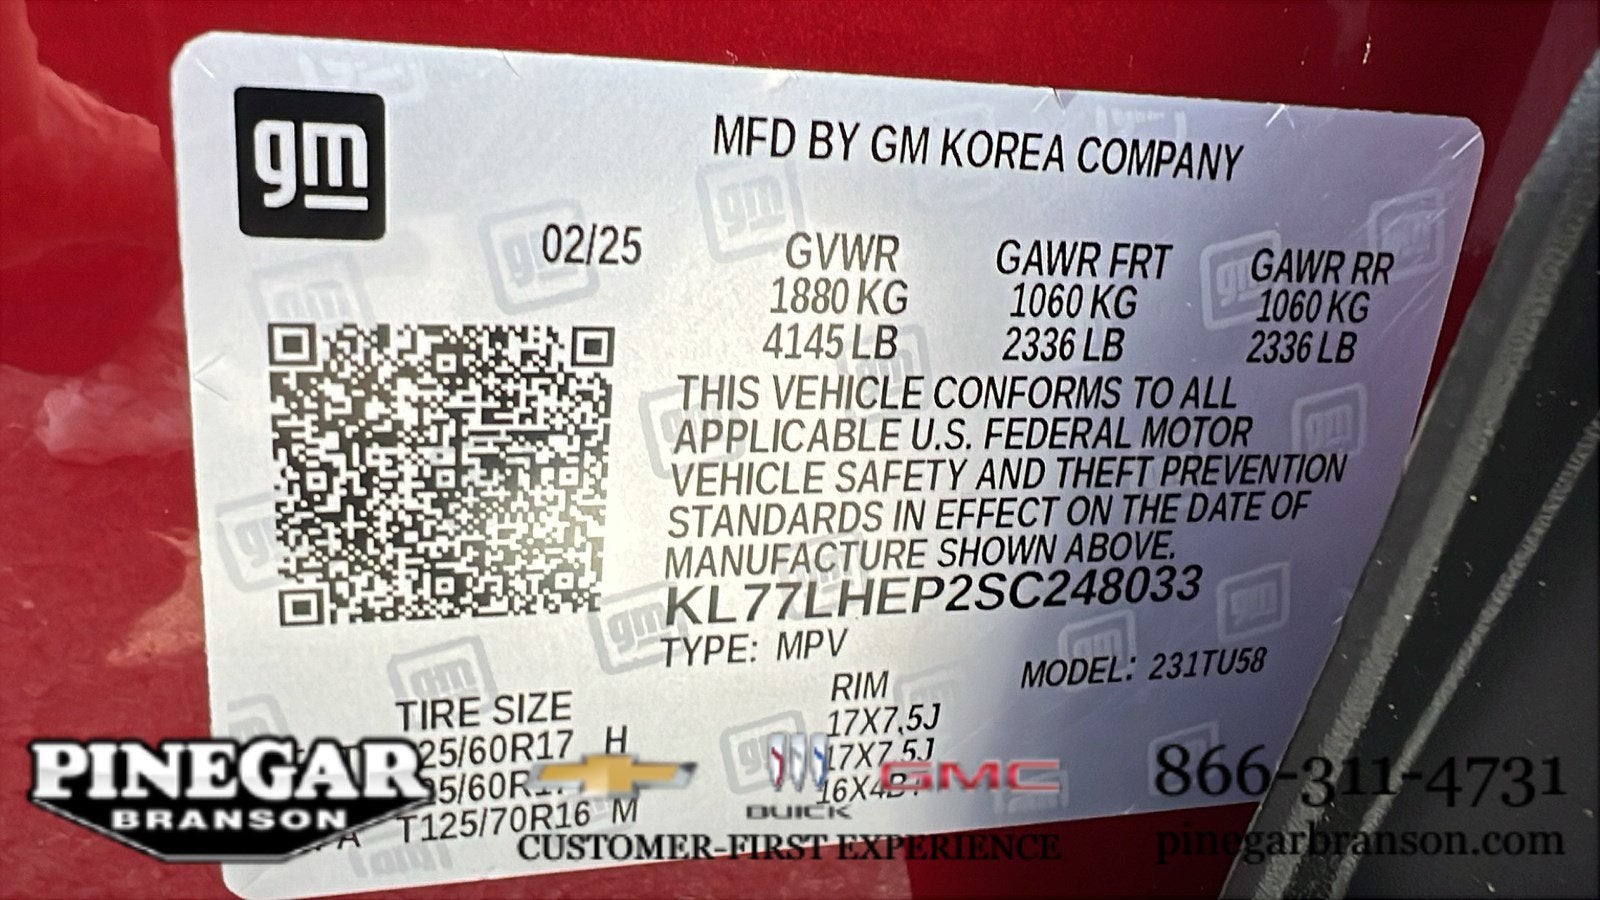 gm
MFD BY GM KOREA COMPANY
02/25
GVWR GAWR FRT GAWR RR
1880 KG 1060 KG 1060 KG
4145 LB 2336 LB 2336 LB
THIS VEHICLE CONFORMS TO ALL
APPLICABLE U.S. FEDERAL MOTOR
VEHICLE SAFETY AND THEFT PREVENTION
STANDARDS IN EFFECT ON THE DATE OF
MANUFACTURE SHOWN ABOVE.
KL77LHEP2SC248033
TYPE: MPV MODEL: 231TU58
TIRE SIZE RIM
25/60R17 H 17X7.5J
17X7.5J
T125/70R16 M
PINEGAR
BRANSON
BUICK
GMC
CUSTOMER-FIRST EXPERIENCE
866-311-4731
pinegarbranson.com